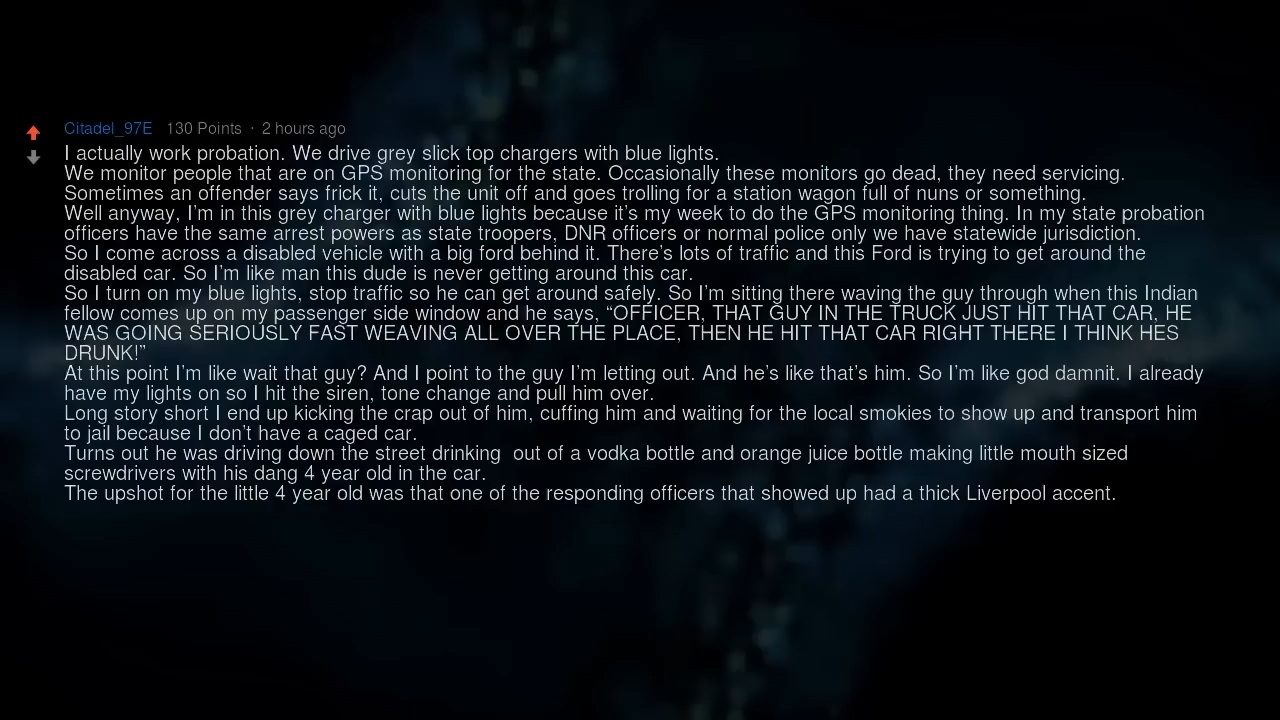 Citadel_97E 130 Points · 2 hours ago
I actually work probation. We drive grey slick top chargers with blue lights.
We monitor people that are on GPS monitoring for the state. Occasionally these monitors go dead, they need servicing.
Sometimes an offender says frick it, cuts the unit off and goes trolling for a station wagon full of nuns or something.
Well anyway, I'm in this grey charger with blue lights because it's my week to do the GPS monitoring thing. In my state probation
officers have the same arrest powers as state troopers, DNR officers or normal police only we have statewide jurisdiction.
So I come across a disabled vehicle with a big ford behind it. There's lots of traffic and this Ford is trying to get around the
disabled car. So I'm like man this dude is never getting around this car.
So I turn on my blue lights, stop traffic so he can get around safely. So I'm sitting there waving the guy through when this Indian
fellow comes up on my passenger side window and he says, “OFFICER, THAT GUY IN THE TRUCK JUST HIT THAT CAR, HE
WAS GOING SERIOUSLY FAST WEAVING ALL OVER THE PLACE, THEN HE HIT THAT CAR RIGHT THERE I THINK HES
DRUNK!”
At this point I'm like wait that guy? And I point to the guy I'm letting out. And he's like that's him. So I'm like god damnit. I already
have my lights on so I hit the siren, tone change and pull him over.
Long story short I end up kicking the crap out of him, cuffing him and waiting for the local smokies to show up and transport him
to jail because I don't have a caged car.
Turns out he was driving down the street drinking  out of a vodka bottle and orange juice bottle making little mouth sized
screwdrivers with his dang 4 year old in the car.
The upshot for the little 4 year old was that one of the responding officers that showed up had a thick Liverpool accent.